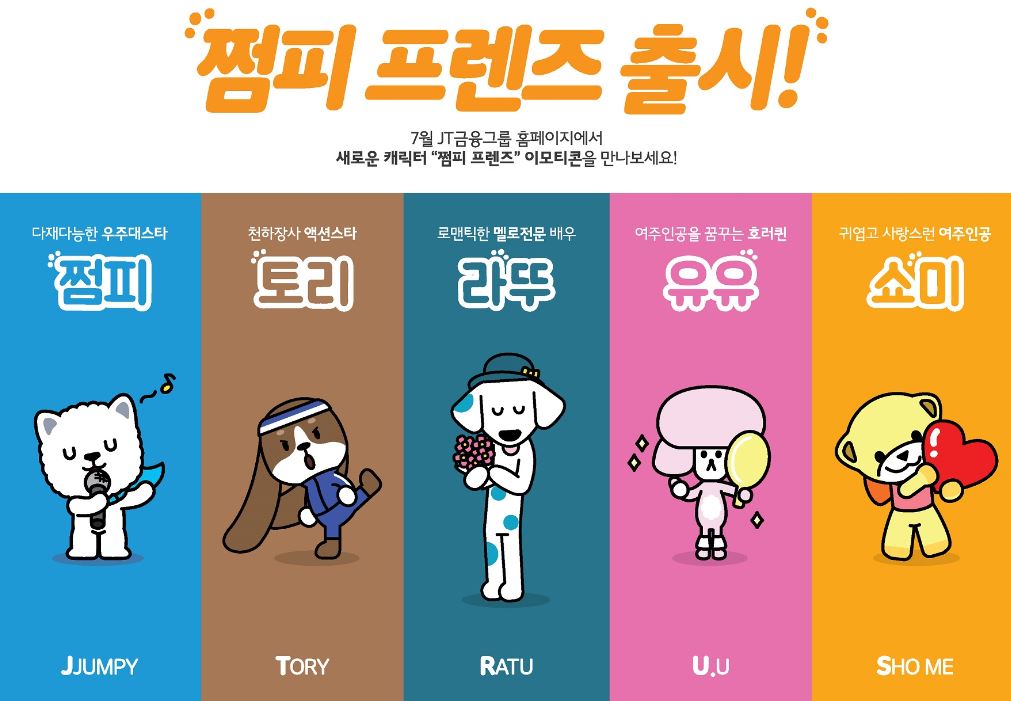 쩜피 프렌즈 출시!
7월 JT금융그룹 홈페이지에서
새로운 캐릭터 “쩜피 프렌즈” 이모티콘을 만나보세요!
다재다능한 우주대스타
쩜피
JJUMPY
천하장사 액션스타
토리
TORY
로맨틱한 멜로전문 배우
라뚜
RATU
여주인공을 꿈꾸는 호러퀸
유유
U.U
귀엽고 사랑스런 여주인공
쇼미
SHO ME